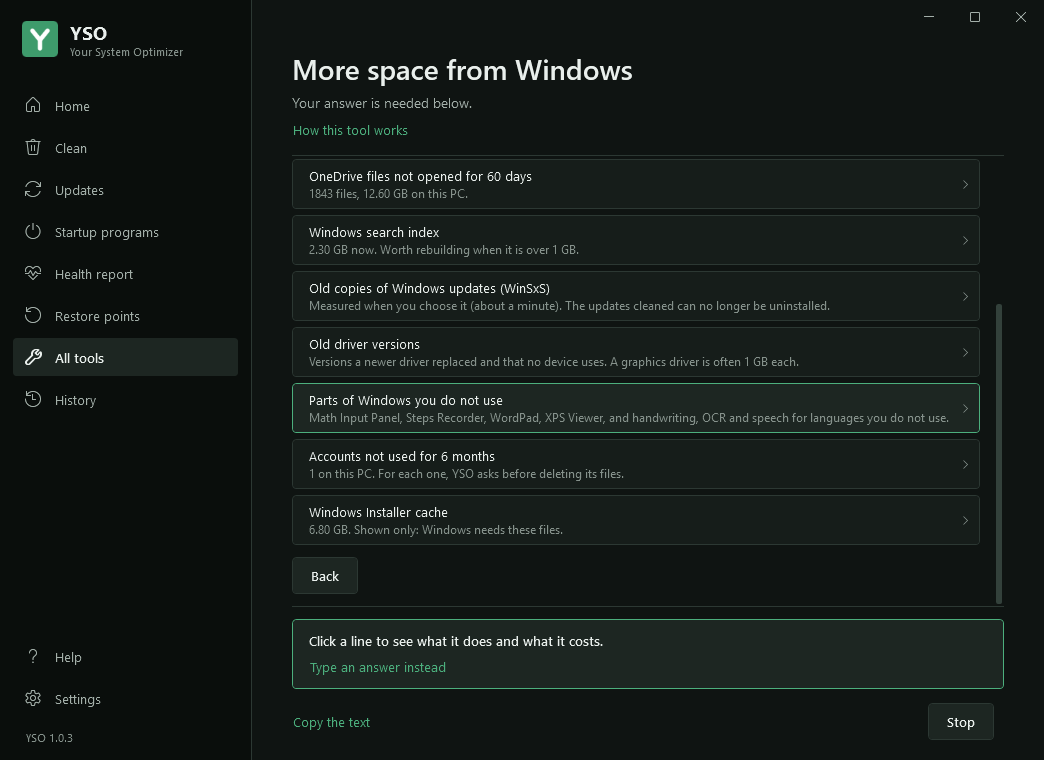 YSO
Your System Optimizer
Home
Clean
Updates
Startup programs
Health report
Restore points
All tools
History
Help
Settings
YSO 1.0.3
More space from Windows
Your answer is needed below.
How this tool works
OneDrive files not opened for 60 days
1843 files, 12.60 GB on this PC.
Windows search index
2.30 GB now. Worth rebuilding when it is over 1 GB.
Old copies of Windows updates (WinSxS)
Measured when you choose it (about a minute). The updates cleaned can no longer be uninstalled.
Old driver versions
Versions a newer driver replaced and that no device uses. A graphics driver is often 1 GB each.
Parts of Windows you do not use
Math Input Panel, Steps Recorder, WordPad, XPS Viewer, and handwriting, OCR and speech for languages you do not use.
Accounts not used for 6 months
1 on this PC. For each one, YSO asks before deleting its files.
Windows Installer cache
6.80 GB. Shown only: Windows needs these files.
Back
Click a line to see what it does and what it costs.
Type an answer instead
Copy the text
Stop